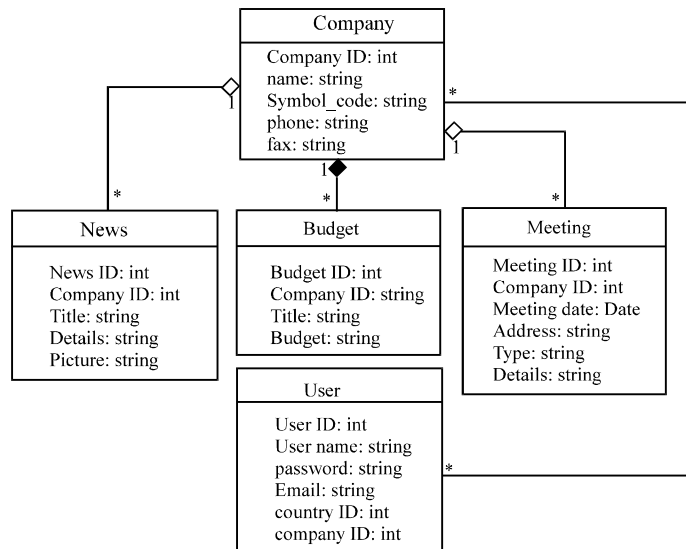 Company
Company ID: int
name: string
Symbol_code: string
phone: string
fax: string
1
*
1
1
*
*
*
News
News ID: int
Company ID: int
Title: string
Details: string
Picture: string
Budget
Budget ID: int
Company ID: string
Title: string
Budget: string
Meeting
Meeting ID: int
Company ID: int
Meeting date: Date
Address: string
Type: string
Details: string
User
User ID: int
User name: string
password: string
Email: string
country ID: int
company ID: int
*